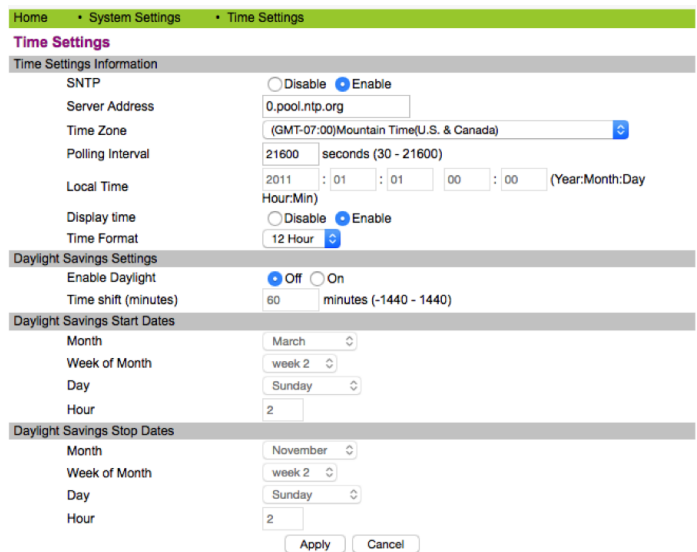 Home • System Settings • Time Settings
Time Settings
Time Settings Information
SNTP Disable Enable
Server Address 0.pool.ntp.org
Time Zone (GMT-07:00)Mountain Time(U.S. & Canada)
Polling Interval 21600 seconds (30 - 21600)
Local Time 2011 : 01 : 01 00 : 00 (Year:Month:Day
Hour:Min)
Display time Disable Enable
Time Format 12 Hour
Daylight Savings Settings
Enable Daylight Off On
Time shift (minutes) 60 minutes (-1440 - 1440)
Daylight Savings Start Dates
Month March
Week of Month week 2
Day Sunday
Hour 2
Daylight Savings Stop Dates
Month November
Week of Month week 2
Day Sunday
Hour 2
Apply Cancel